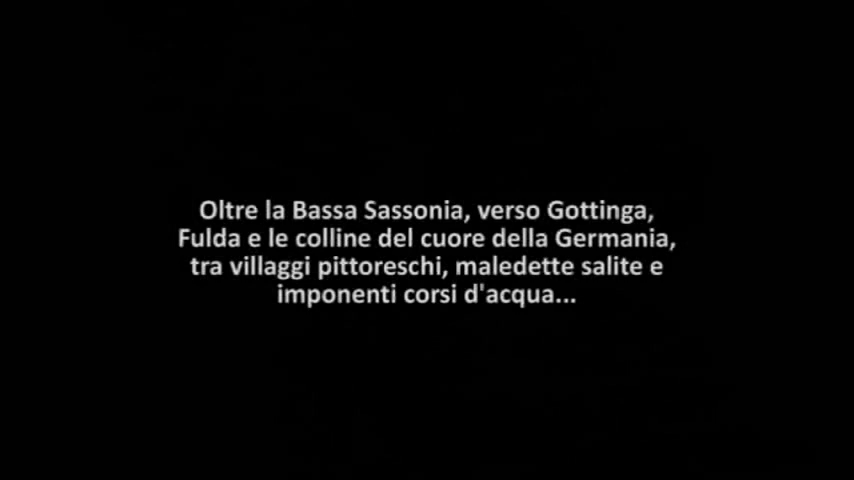 Oltre la Bassa Sassonia, verso Gottinga,
Fulda e le colline del cuore della Germania,
tra villaggi pittoreschi, maledette salite e
imponenti corsi d'acqua...